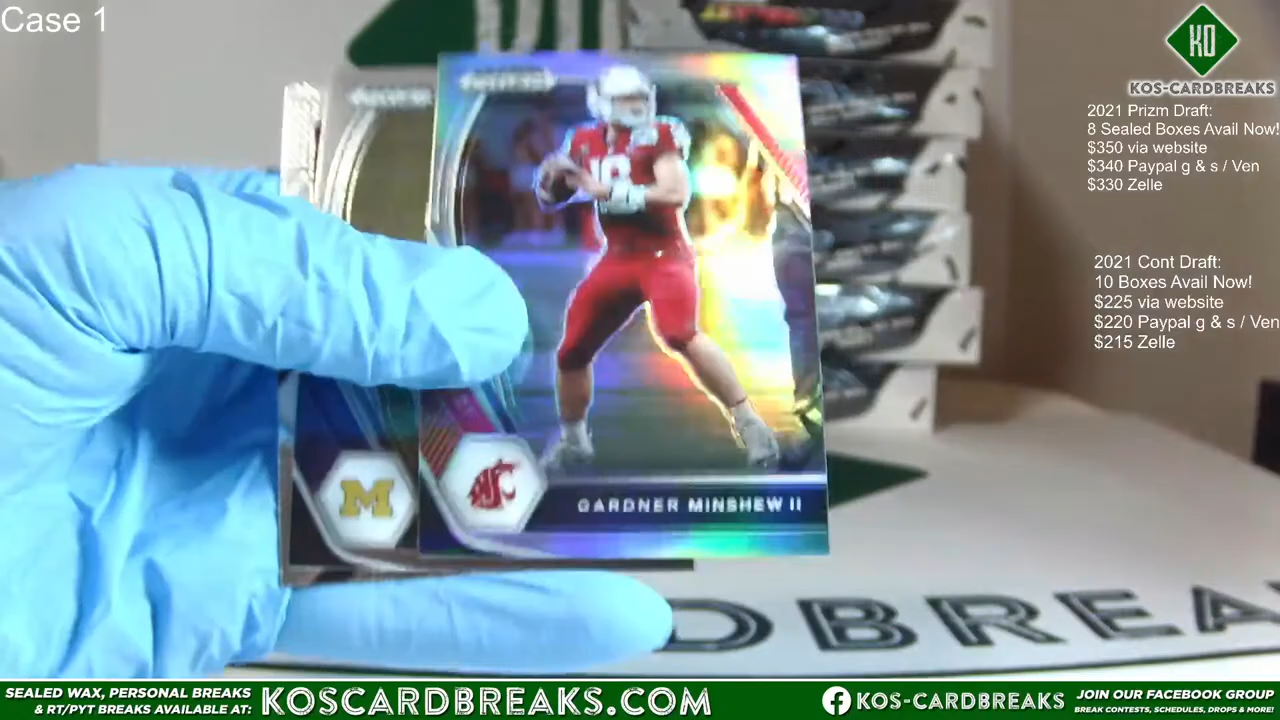 Case 1
KO
KOS-CARDBREAKS
2021 Prizm Draft:
8 Sealed Boxes Avail Now!
$350 via website
$340 Paypal g & s / Ven
$330 Zelle
2021 Cont Draft:
10 Boxes Avail Now!
$225 via website
$220 Paypal g & s / Ven
$215 Zelle
M
GARDNER MINSHEW II
DBREA
SEALED WAX, PERSONAL BREAKS
& RT/PYT BREAKS AVAILABLE AT:
KOSCARDBREAKS.COM
KOS-CARDBREAKS
JOIN OUR FACEBOOK GROUP
BREAK CONTESTS, SCHEDULES, DROPS & MORE!